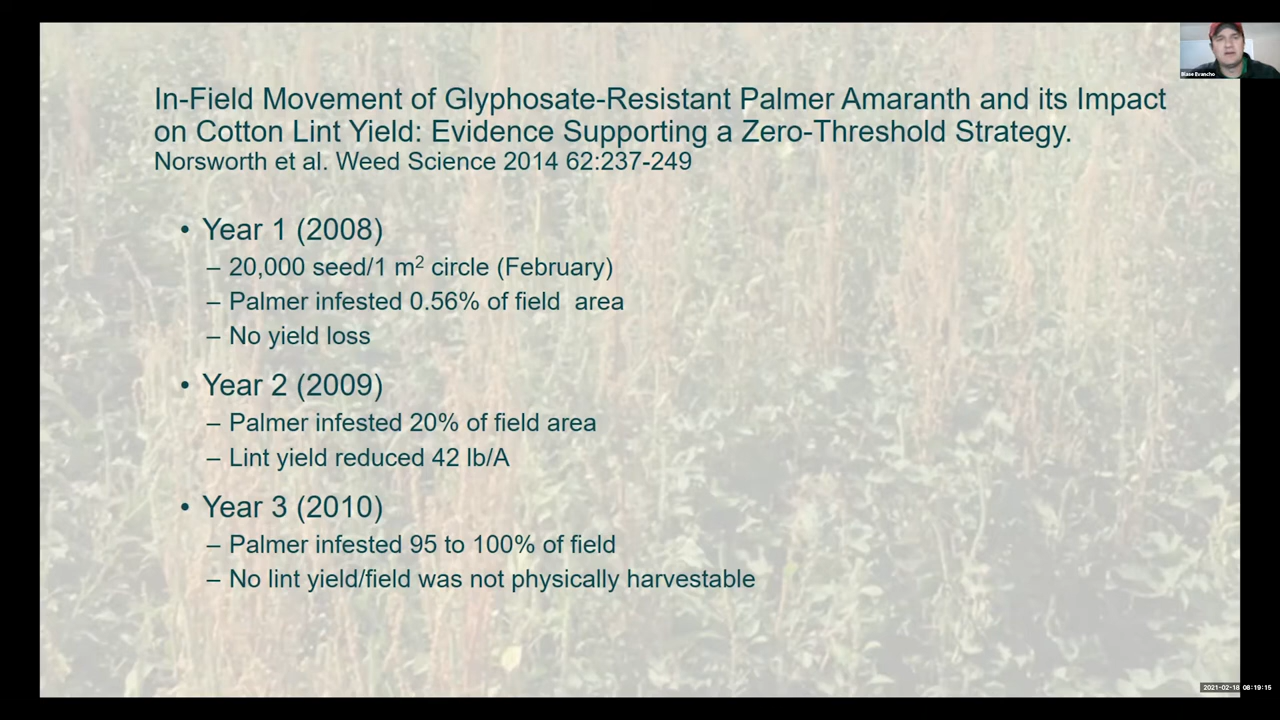 In-Field Movement of Glyphosate-Resistant Palmer Amaranth and its Impact
on Cotton Lint Yield: Evidence Supporting a Zero-Threshold Strategy.
Norsworth et al. Weed Science 2014 62:237-249
• Year 1 (2008)
– 20,000 seed/1 m² circle (February)
– Palmer infested 0.56% of field area
– No yield loss
• Year 2 (2009)
– Palmer infested 20% of field area
– Lint yield reduced 42 lb/A
• Year 3 (2010)
– Palmer infested 95 to 100% of field
– No lint yield/field was not physically harvestable
Blase Evancho
2021-02-18 08:19:15